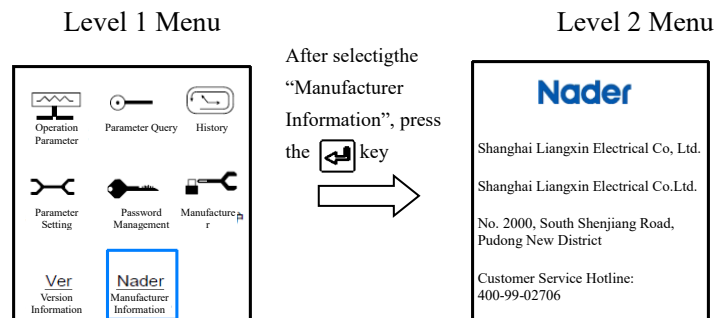 Level 1 Menu
Level 2 Menu
After selectigthe
“Manufacturer
Information”, press
the key
Operation
Parameter
Parameter Query
History
Parameter
Setting
Password
Management
Manufacture
r
Ver
Version
Information
Nader
Manufacturer
Information
Nader
Shanghai Liangxin Electrical Co, Ltd.
Shanghai Liangxin Electrical Co.Ltd.
No. 2000, South Shenjiang Road,
Pudong New District
Customer Service Hotline:
400-99-02706